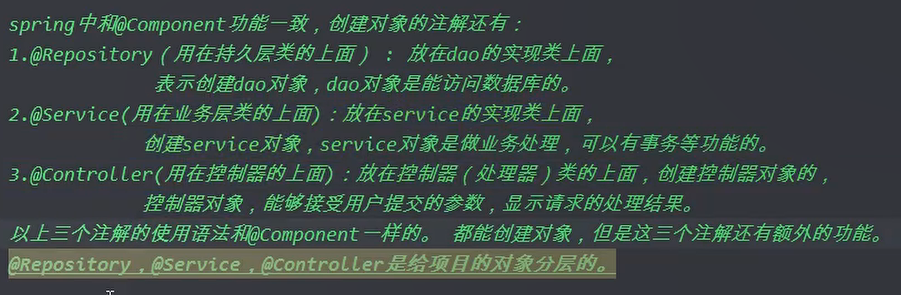 spring中和@Component功能一致，创建对象的注解还有：
1.@Repository（用在持久层类的上面）：放在dao的实现类上面，
表示创建dao对象，dao对象是能访问数据库的。
2.@Service(用在业务层类的上面)：放在service的实现类上面，
创建service对象，service对象是做业务处理，可以有事务等功能的。
3.@Controller(用在控制器的上面)：放在控制器（处理器）类的上面，创建控制器对象的，
控制器对象，能够接受用户提交的参数，显示请求的处理结果。
以上三个注解的使用语法和@Component一样的。 都能创建对象，但是这三个注解还有额外的功能。
@Repository，@Service，@Controller是给项目的对象分层的。